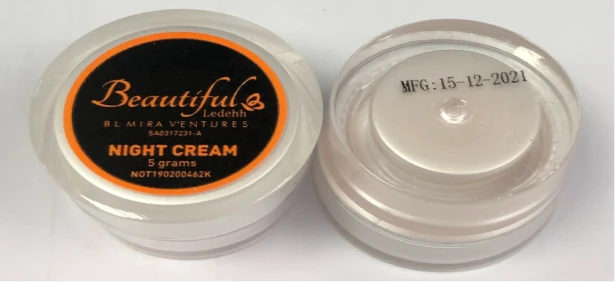 Beautiful
Ledehh
BL MIRA VENTURES
SA0317231-A
NIGHT CREAM
5 grams
NOT190200462K
MFG:15-12-2021